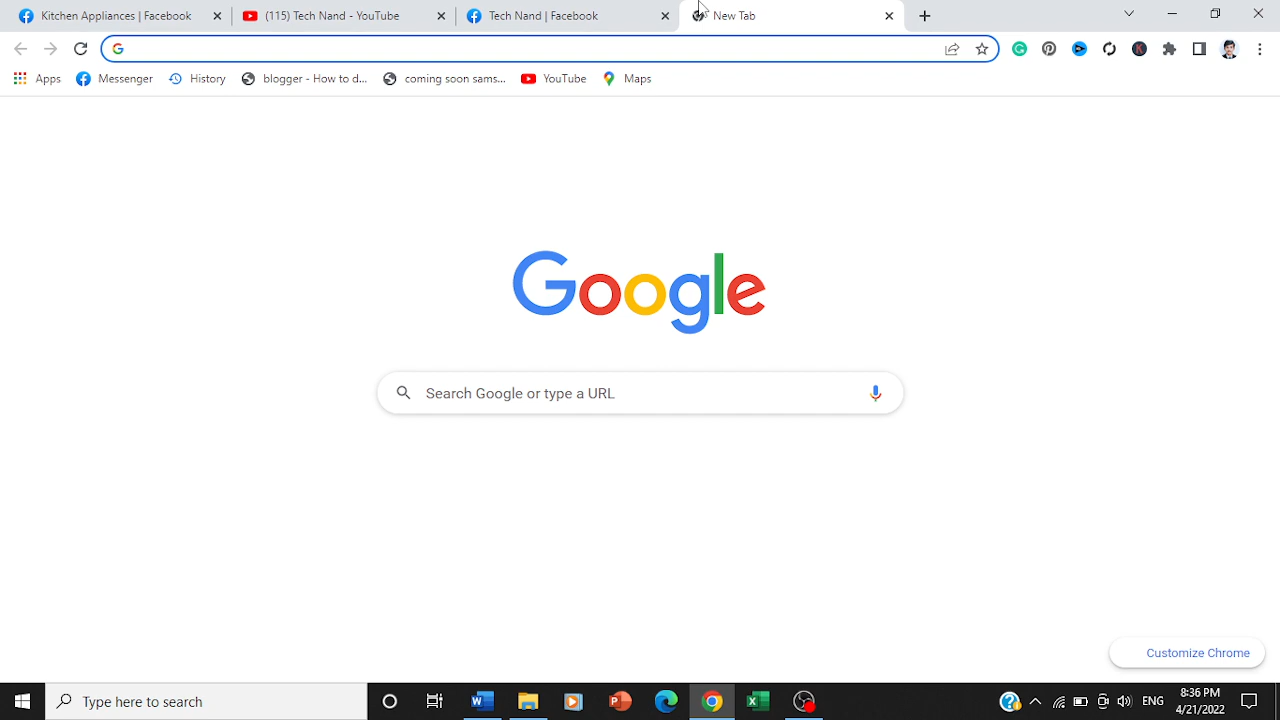 Kitchen Appliances | Facebook
(115) Tech Nand - YouTube
Tech Nand | Facebook
New Tab
Apps
Messenger
History
blogger - How to d...
coming soon sams...
YouTube
Maps
Google
Search Google or type a URL
Customize Chrome
Type here to search
ENG
8:36 PM
4/21/2022